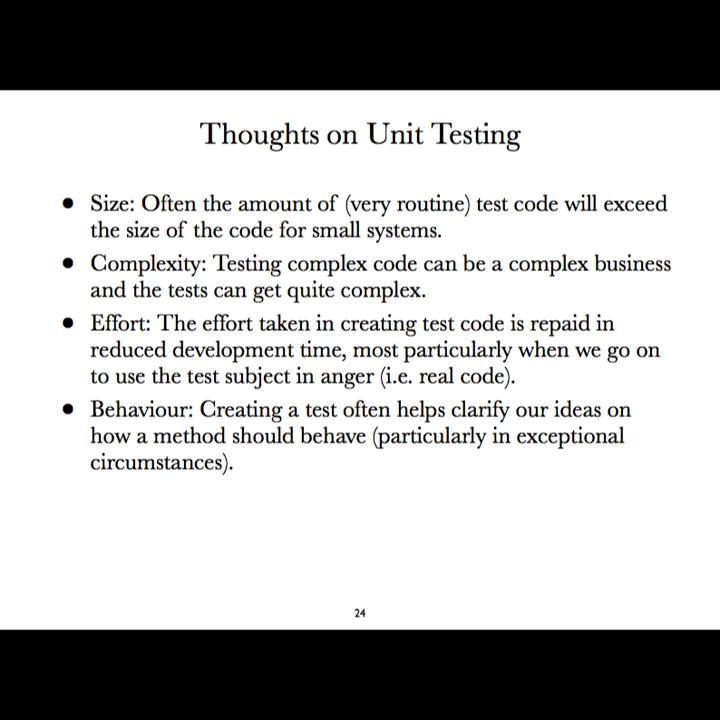 Thoughts on Unit Testing
• Size: Often the amount of (very routine) test code will exceed
the size of the code for small systems.
• Complexity: Testing complex code can be a complex business
and the tests can get quite complex.
• Effort: The effort taken in creating test code is repaid in
reduced development time, most particularly when we go on
to use the test subject in anger (i.e. real code).
• Behaviour: Creating a test often helps clarify our ideas on
how a method should behave (particularly in exceptional
circumstances).
24